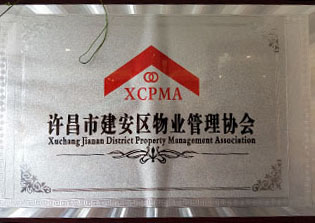 XCPMA
许昌市建安区物业管理协会
Xuchang Jianan District Property Management Association